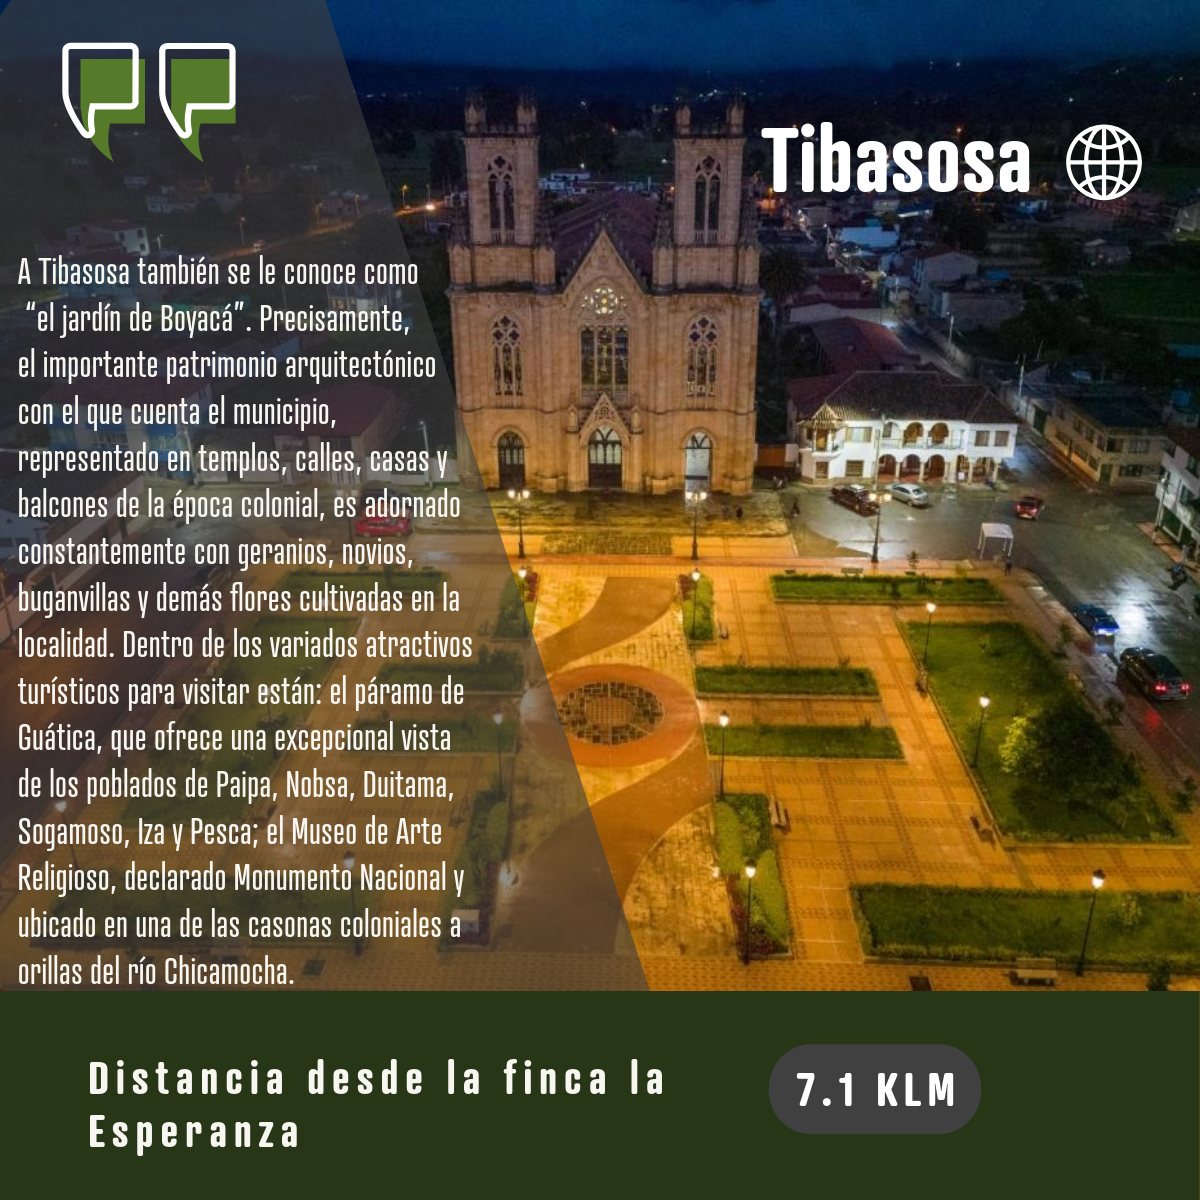 Tibasosa
A Tibasosa también se le conoce como
“el jardín de Boyacá”. Precisamente,
el importante patrimonio arquitectónico
con el que cuenta el municipio,
representado en templos, calles, casas y
balcones de la época colonial, es adornado
constantemente con geranios, novios,
buganvillas y demás flores cultivadas en la
localidad. Dentro de los variados atractivos
turísticos para visitar están: el páramo de
Guática, que ofrece una excepcional vista
de los poblados de Paipa, Nobsa, Duitama,
Sogamoso, Iza y Pesca; el Museo de Arte
Religioso, declarado Monumento Nacional y
ubicado en una de las casonas coloniales a
orillas del río Chicamocha.
Distancia desde la finca la
Esperanza
7.1 KLM